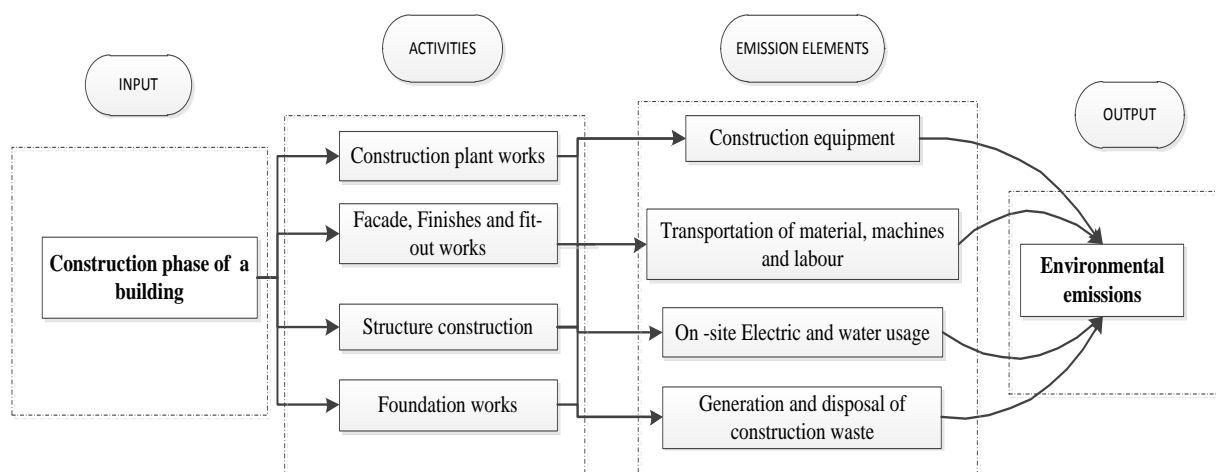 INPUT
ACTIVITIES
EMISSION ELEMENTS
OUTPUT
Construction phase of a
building
Construction plant works
Facade, Finishes and fit-
out works
Structure construction
Foundation works
Construction equipment
Transportation of material, machines
and labour
On -site Electric and water usage
Generation and disposal of
construction waste
Environmental
emissions